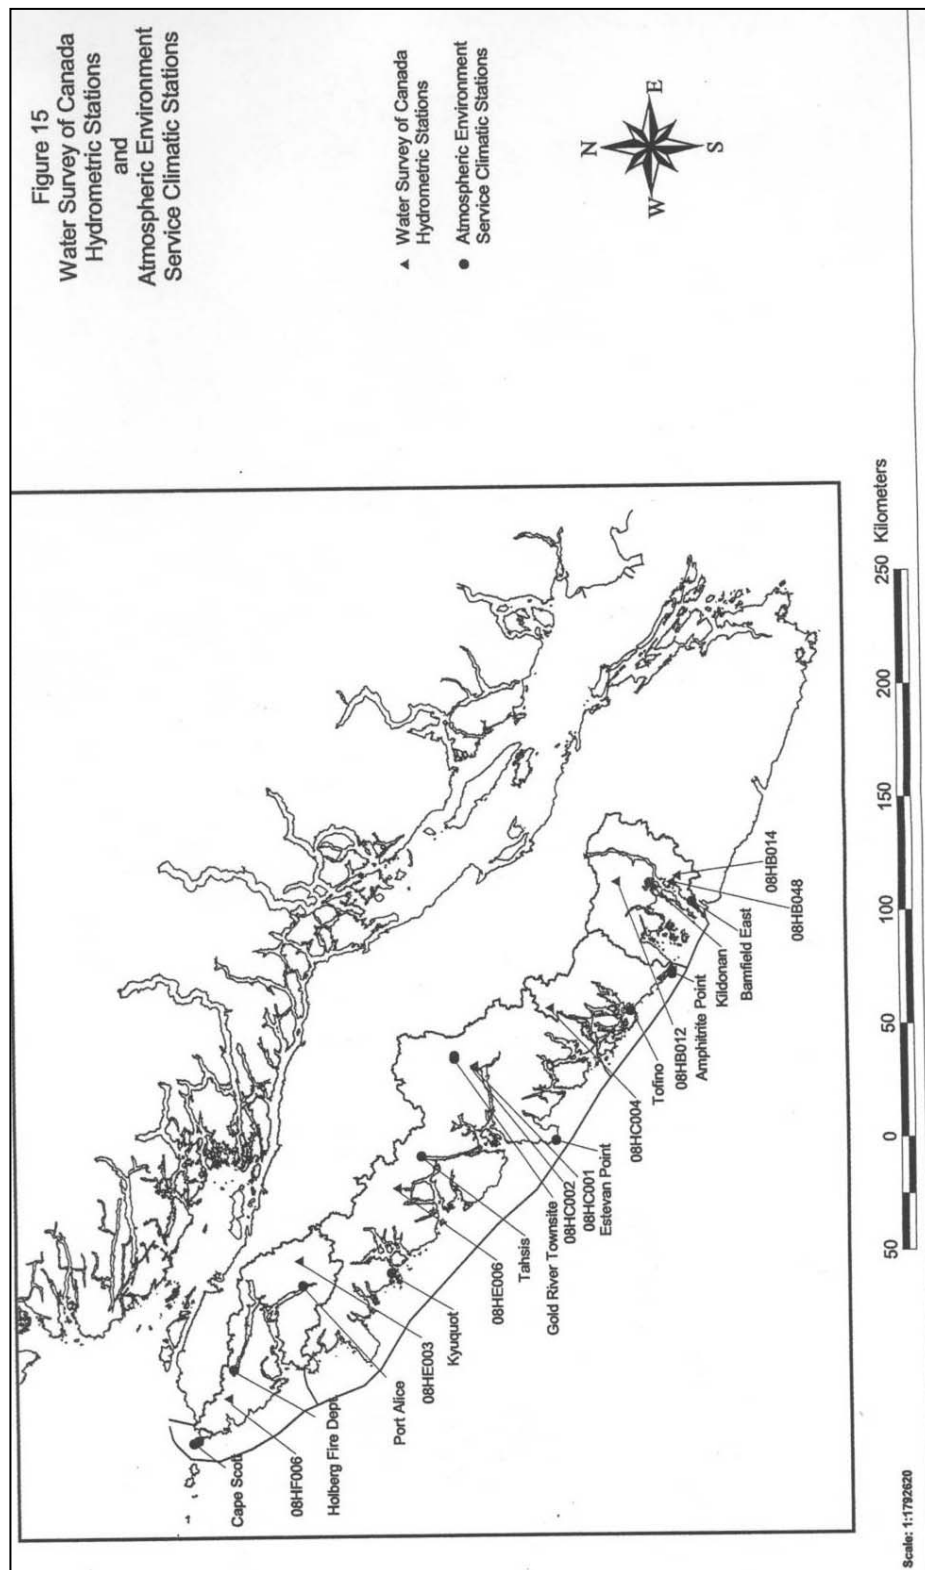 Figure 15
Water Survey of Canada
Hydrometric Stations
and
Atmospheric Environment
Service Climatic Stations
Water Survey of Canada
Hydrometric Stations
Atmospheric Environment
Service Climatic Stations
N
E
S
W
Cape Scott
08HF006
Holberg Fire Dept.
Port Alice
08HE003
Kyuquot
08HE006
Tahsis
Gold River Townsite
08HC002
08HC001
Estevan Point
08HC004
Tofino
08HB012
Amphitrite Point
Kildonan
Bamfield East
08HB048
08HB014
50 0 50 100 150 200 250 Kilometers
Scale: 1:1792620